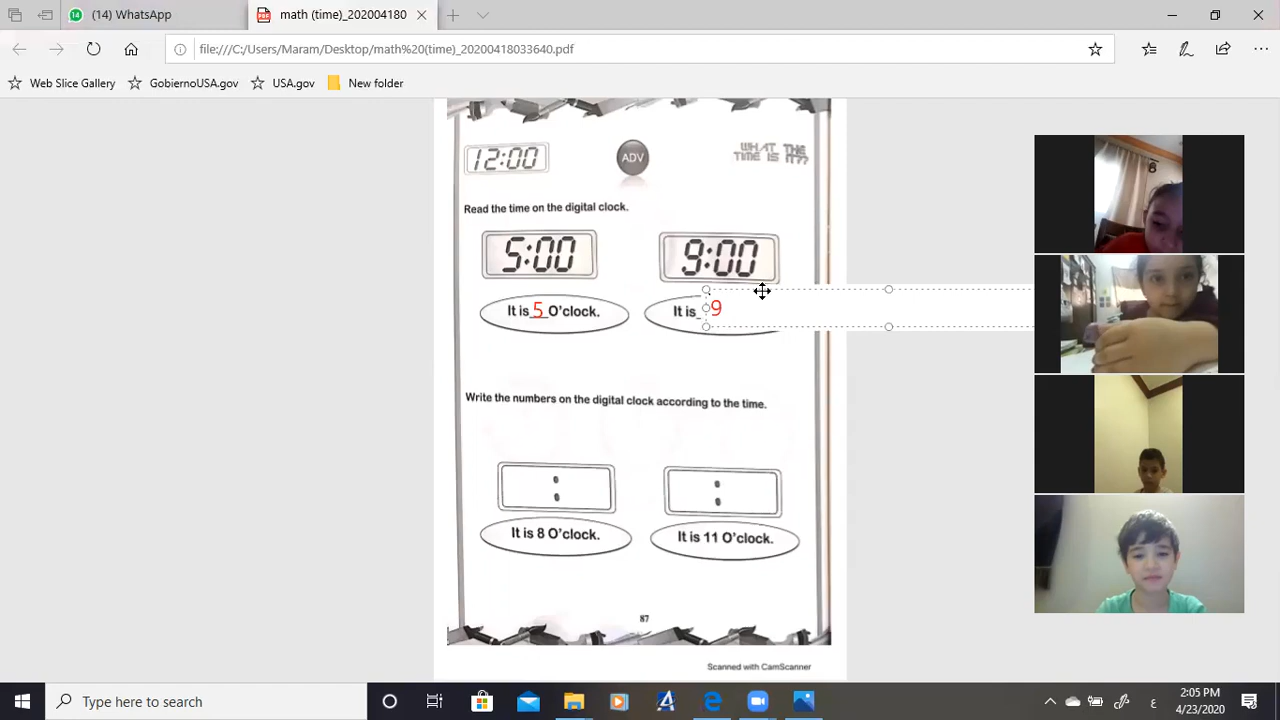 (14) WhatsApp
math (time)_202004180
file:///C:/Users/Maram/Desktop/math%20(time)_20200418033640.pdf
Web Slice Gallery
GobiernoUSA.gov
USA.gov
New folder
12:00
ADV
WHAT THE
TIME IS IT??
Read the time on the digital clock.
5:00
9:00
It is 5 O'clock.
It is_ 9
Write the numbers on the digital clock according to the time.
:
:
It is 8 O'clock.
It is 11 O'clock.
87
Scanned with CamScanner
Type here to search
ع
2:05 PM
4/23/2020